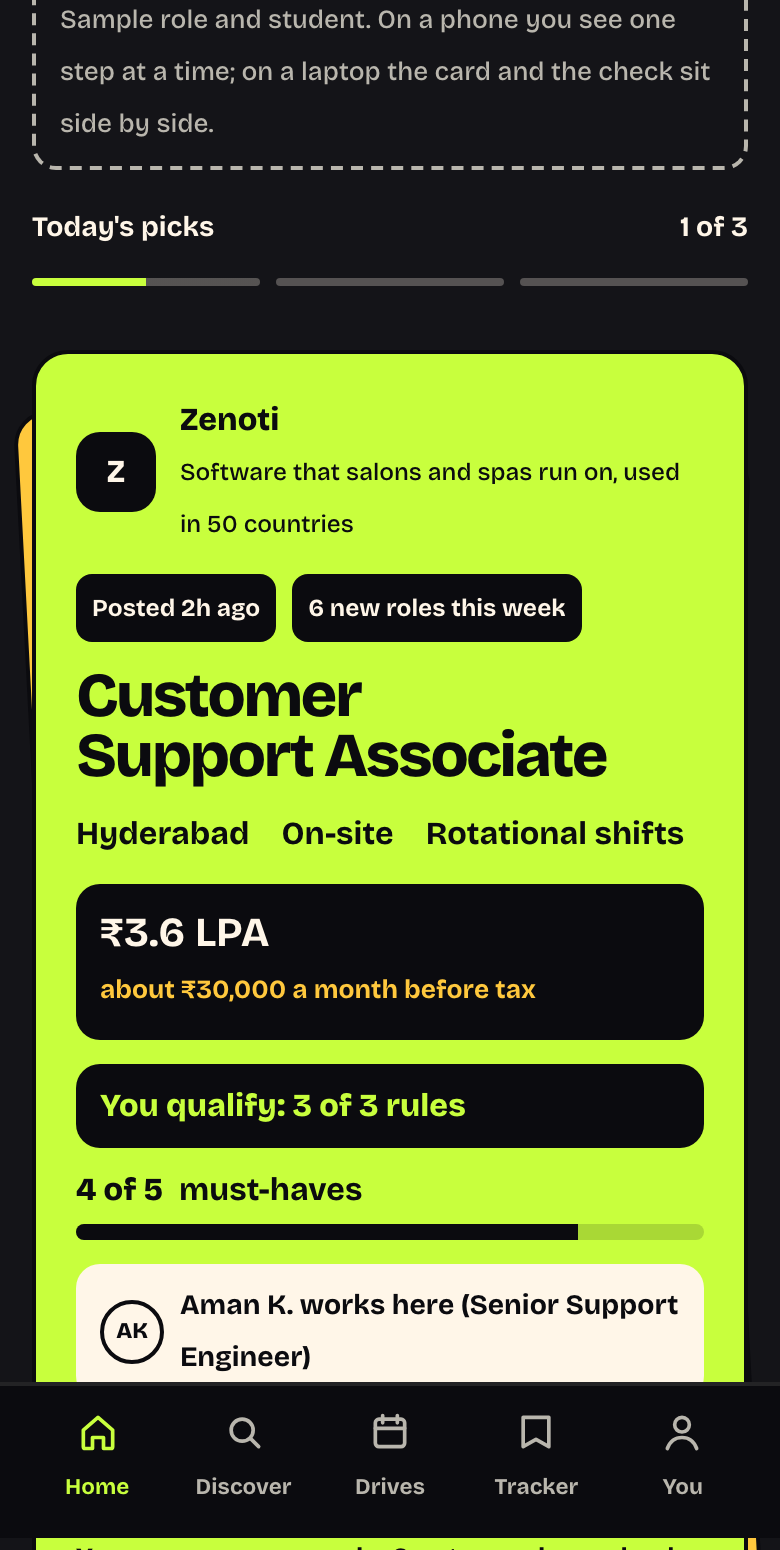 Sample role and student. On a phone you see one
step at a time; on a laptop the card and the check sit
side by side.
Today's picks
1 of 3
Zenoti
Z
Software that salons and spas run on, used
in 50 countries
Posted 2h ago
6 new roles this week
Customer
Support Associate
Hyderabad On-site Rotational shifts
₹3.6 LPA
about ₹30,000 a month before tax
You qualify: 3 of 3 rules
4 of 5 must-haves
AK
Aman K. works here (Senior Support
Engineer)
Home
Discover
Drives
Tracker
You